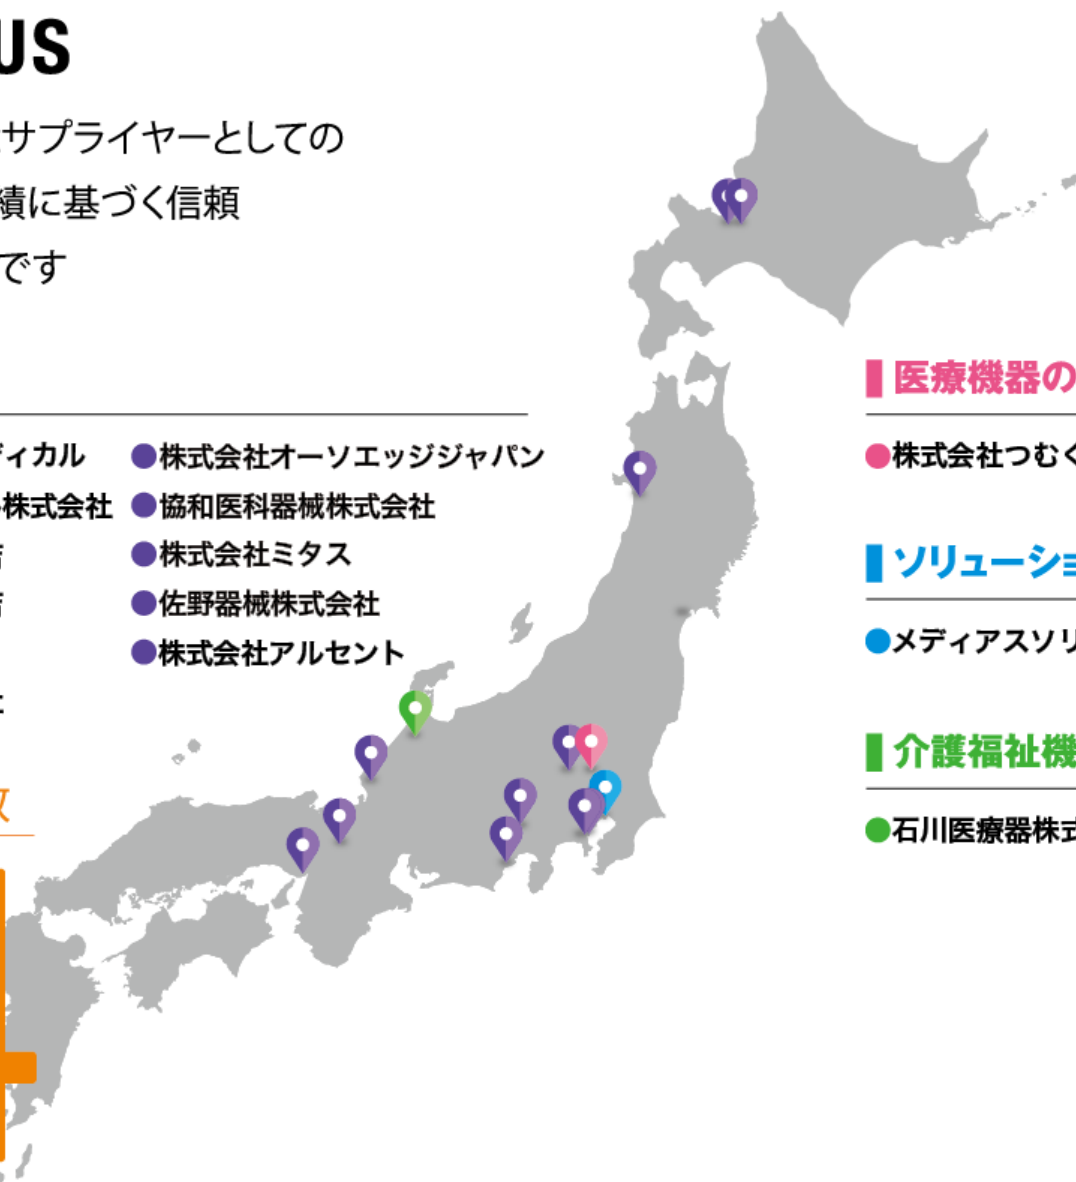 US
サプライヤーとしての
績に基づく信頼
です
ディカル
株式会社
●株式会社オーソエッジジャパン
●協和医科器械株式会社
●株式会社ミタス
●佐野器械株式会社
●株式会社アルセント
医療機器の
●株式会社つむぐ
ソリューショ
●メディアスソリ
介護福祉機
●石川医療器株式